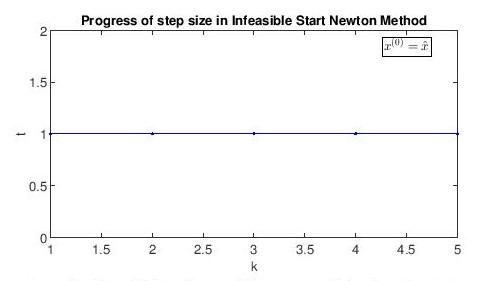 Progress of step size in Infeasible Start Newton Method
x^{(0)} = x̂
2
1.5
1
0.5
0
t
1 1.5 2 2.5 3 3.5 4 4.5 5
k